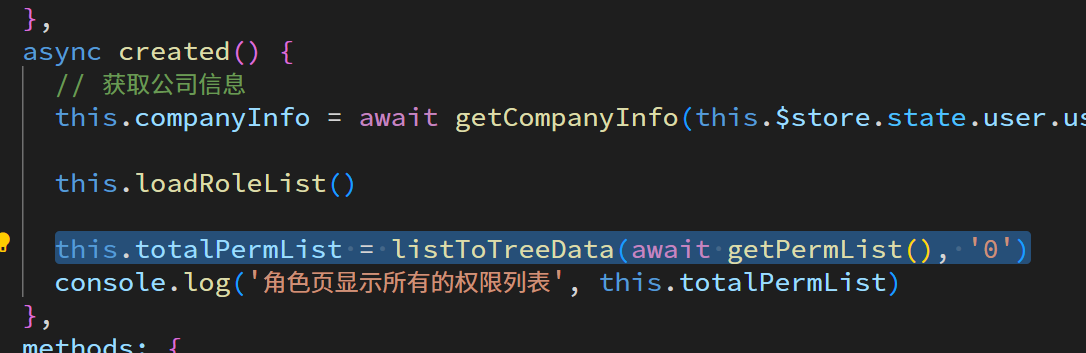 },
async created() {
// 获取公司信息
this.companyInfo = await getCompanyInfo(this.$store.state.user.us
this.loadRoleList()
this.totalPermList = listToTreeData(await getPermList(), '0')
console.log('角色页显示所有的权限列表', this.totalPermList)
},
methods: {